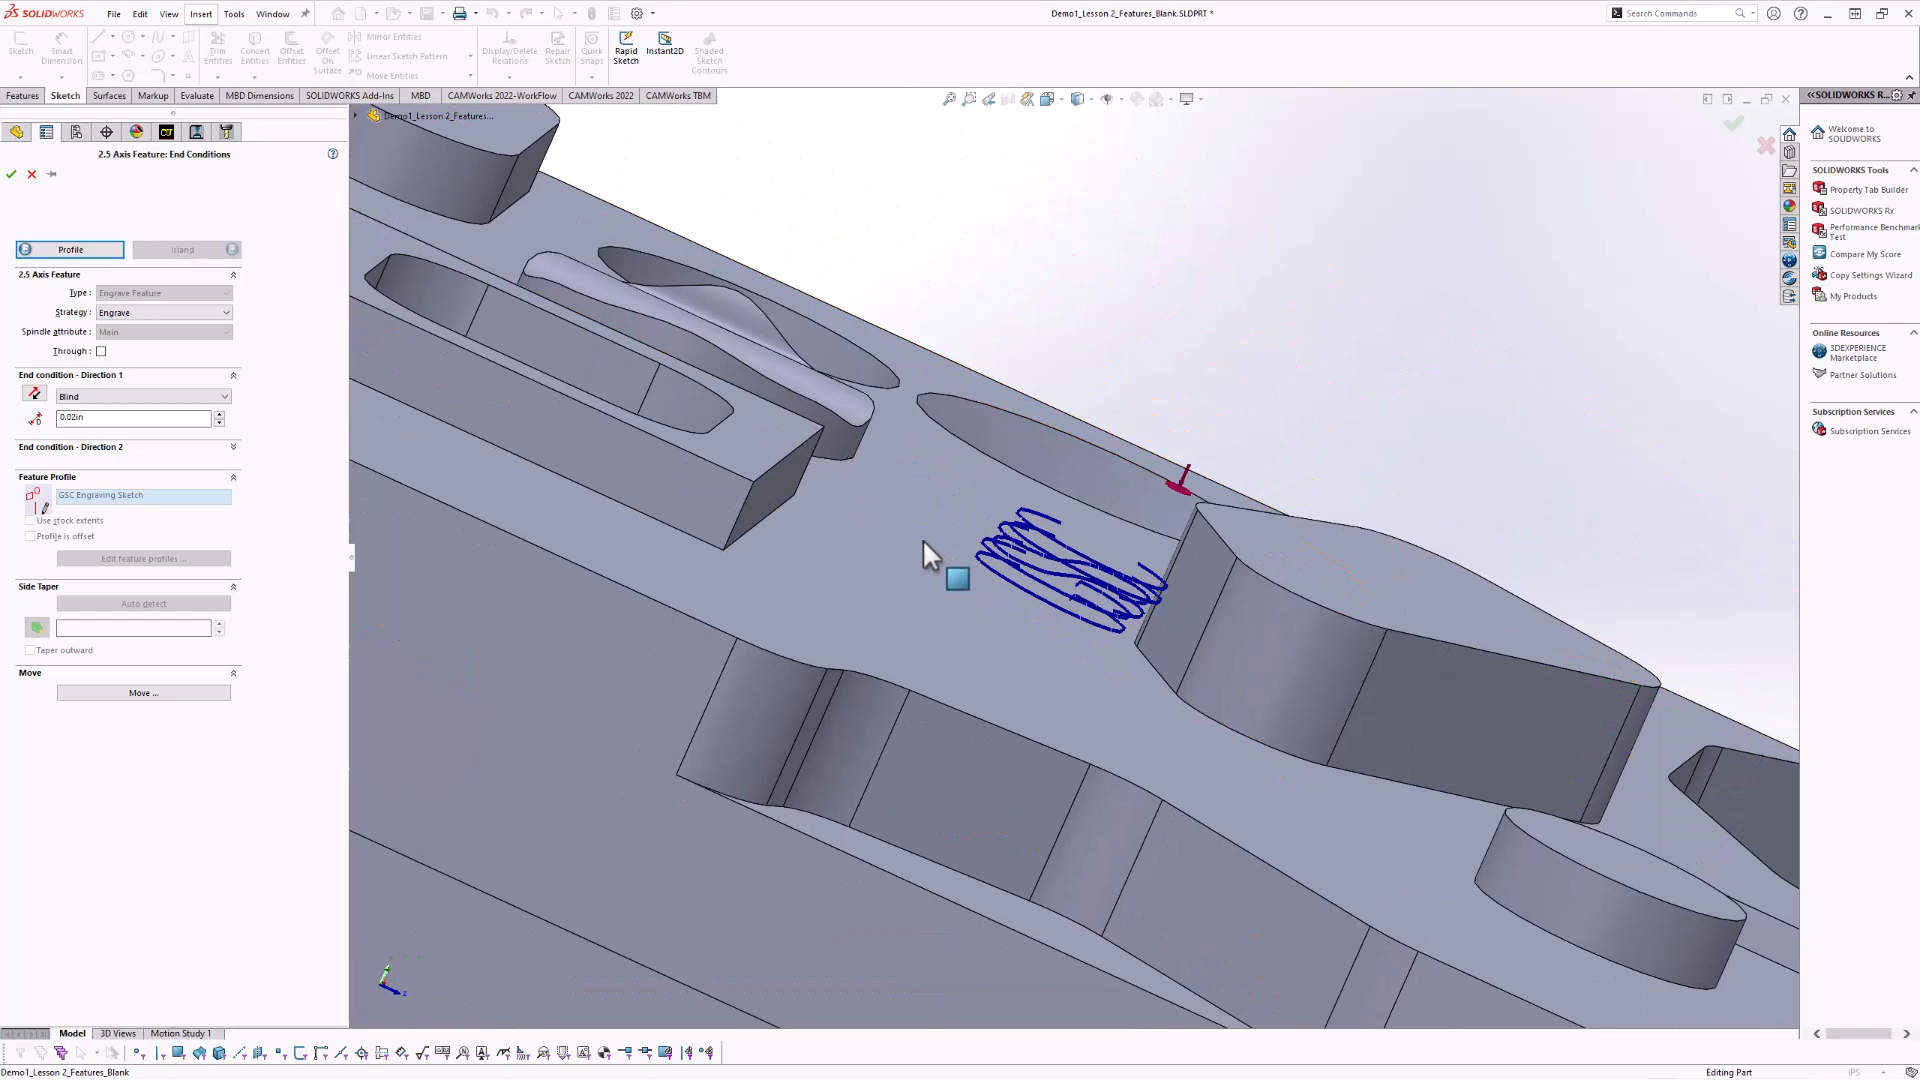 SOLIDWORKS File Edit View Insert Tools Window Demo1_Lesson 2_Features_Blank.SLDPRT * Search Commands
Sketch Smart Dimension Trim Entities Convert Entities Offset Entities Offset On Surface Mirror Entities Linear Sketch Pattern Move Entities Display/Delete Relations Repair Sketch Quick Snaps Rapid Sketch Instant2D Shaded Sketch Contours
Features Sketch Surfaces Markup Evaluate MBD Dimensions SOLIDWORKS Add-Ins MBD CAMWorks 2022-WorkFlow CAMWorks 2022 CAMWorks TBM
SOLIDWORKS R...
Demo1_Lesson 2_Features...
2.5 Axis Feature: End Conditions
Profile Island
2.5 Axis Feature
Type : Engrave Feature
Strategy : Engrave
Spindle attribute : Main
Through :
End condition - Direction 1
Blind
0.02in
End condition - Direction 2
Feature Profile
GSC Engraving Sketch
Use stock extents
Profile is offset
Edit feature profiles ...
Side Taper
Auto detect
Taper outward
Move
Move ...
Welcome to
SOLIDWORKS
SOLIDWORKS Tools
Property Tab Builder
SOLIDWORKS Rx
Performance Benchmark
Test
Compare My Score
Copy Settings Wizard
My Products
Online Resources
3DEXPERIENCE
Marketplace
Partner Solutions
Subscription Services
Subscription Services
Model 3D Views Motion Study 1
Demo1_Lesson 2_Features_Blank Editing Part IPS